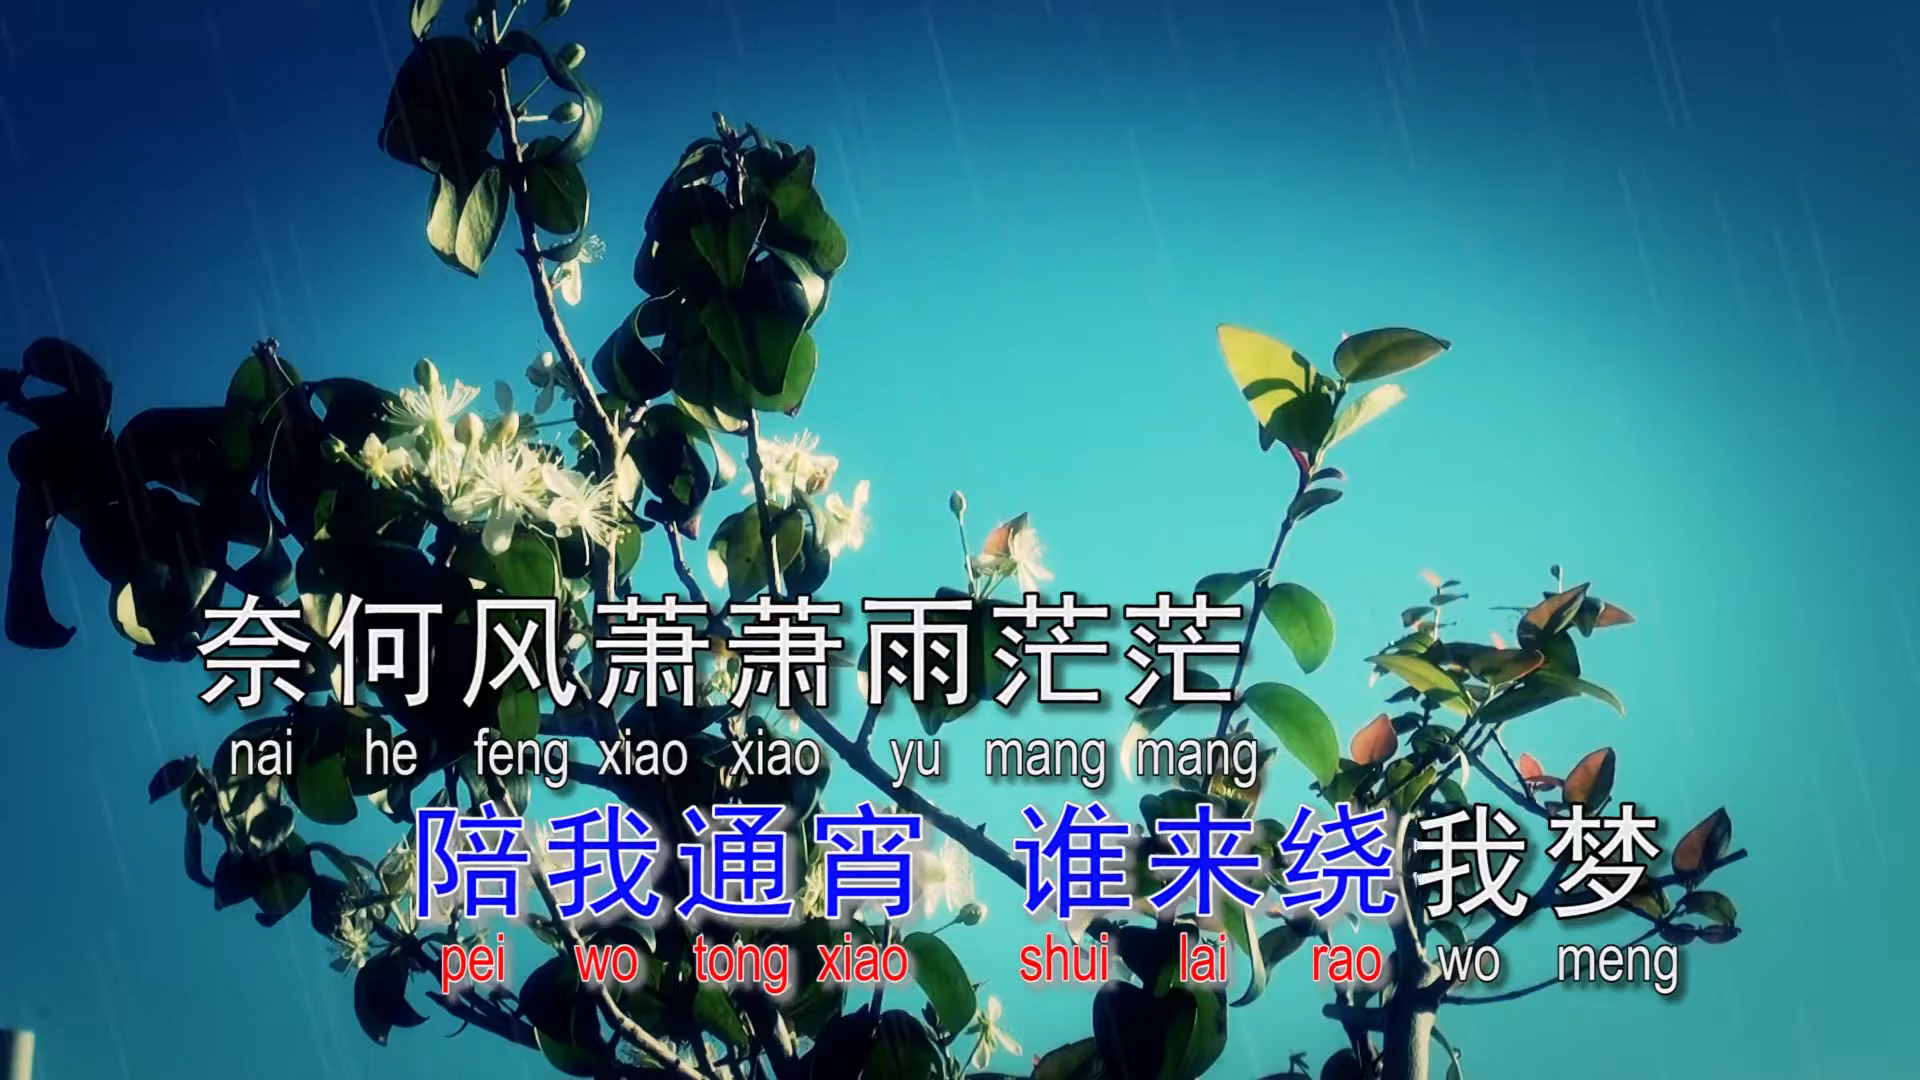 奈何风萧萧雨茫茫
nai he feng xiao xiao yu mang mang
陪我通宵 谁来绕我梦
pei wo tong xiao shui lai rao wo meng